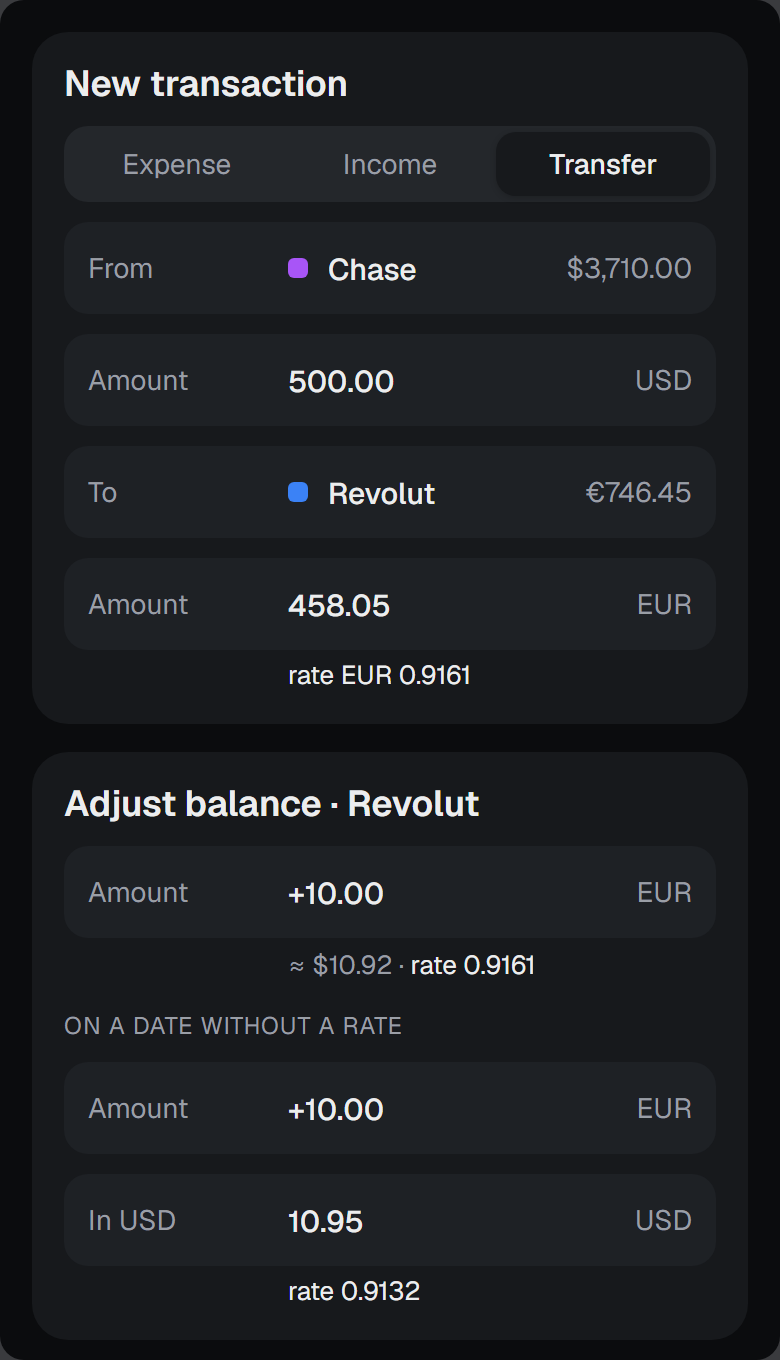 New transaction
Expense Income Transfer
From Chase $3,710.00
Amount 500.00 USD
To Revolut €746.45
Amount 458.05 EUR
rate EUR 0.9161
Adjust balance · Revolut
Amount +10.00 EUR
≈ $10.92 · rate 0.9161
ON A DATE WITHOUT A RATE
Amount +10.00 EUR
In USD 10.95 USD
rate 0.9132